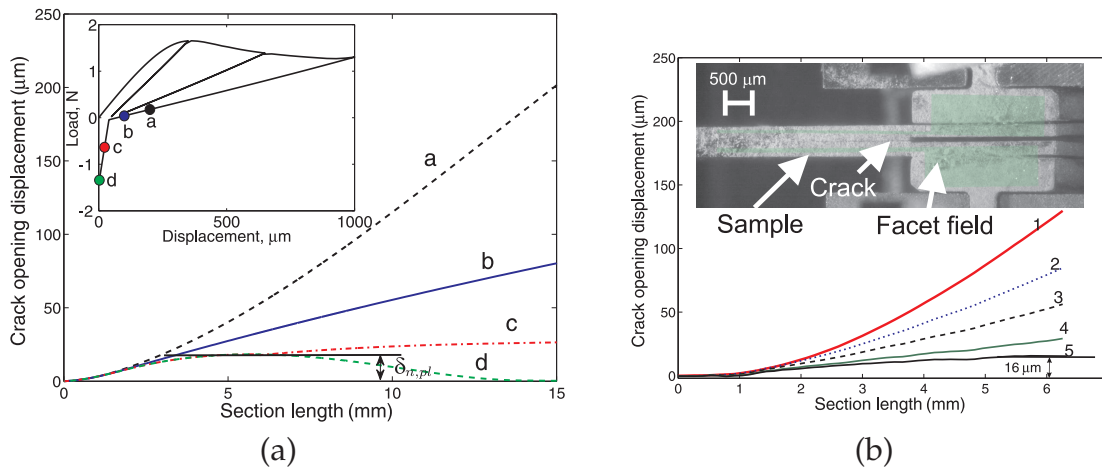 250
200
150
100
50
0
0
5
10
15
Crack opening displacement (μm)
Section length (mm)
a
b
c
d
δn,pl
2
1
0
-1
-2
0
500
1000
Load, N
Displacement, μm
a
b
c
d
(a)
250
200
150
100
50
0
0
1
2
3
4
5
6
Crack opening displacement (μm)
Section length (mm)
500 μm
Crack
Sample
Facet field
1
2
3
4
5
16 μm
(b)